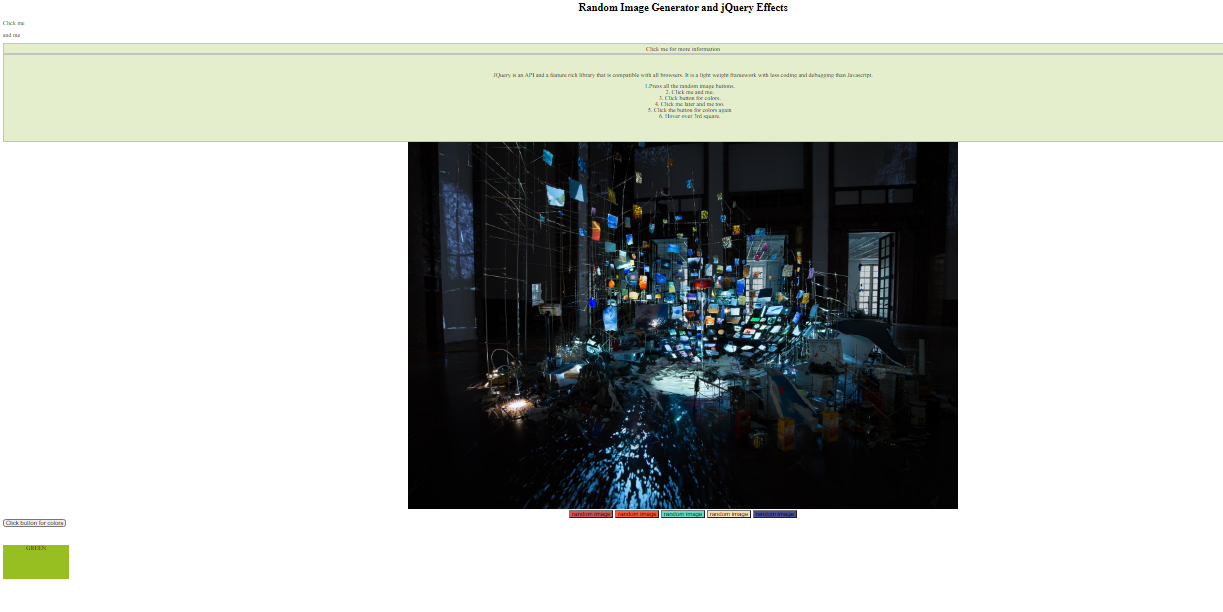 Random Image Generator and jQuery Effects
Click me
and me
Click me for more information
JQuery is an API and a feature rich library that is compatible with all browsers. It is a light weight framework with less coding and debugging than Javascript.
1.Press all the random image buttons.
2. Click me and me.
3. Click button for colors.
4. Click me later and me too.
5. Click the button for colors again
6. Hover over 3rd square.
random image random image random image random image random image
Click button for colors
GREEN